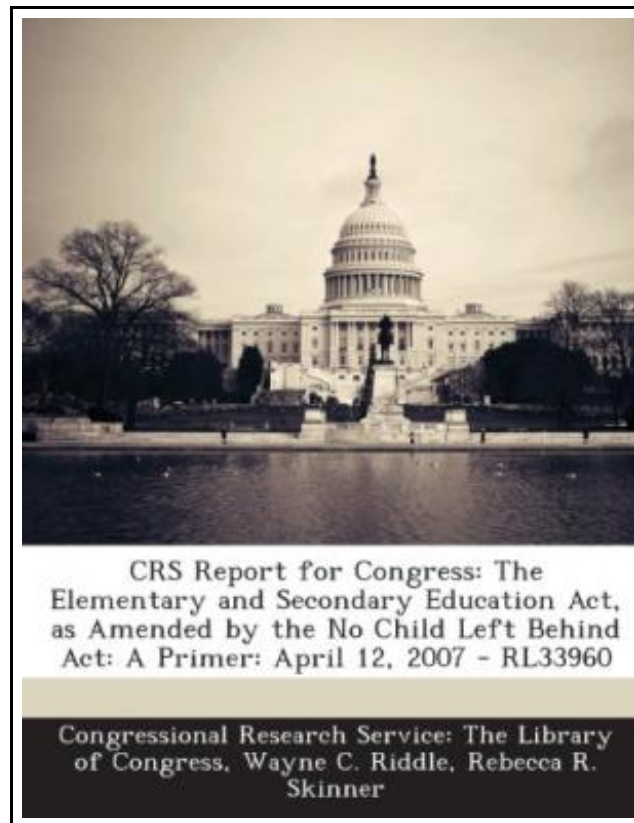 CRS Report for Congress: The
Elementary and Secondary Education Act,
as Amended by the No Child Left Behind
Act: A Primer: April 12, 2007 - RL33960
Congressional Research Service: The Library
of Congress, Wayne C. Riddle, Rebecca R.
Skinner